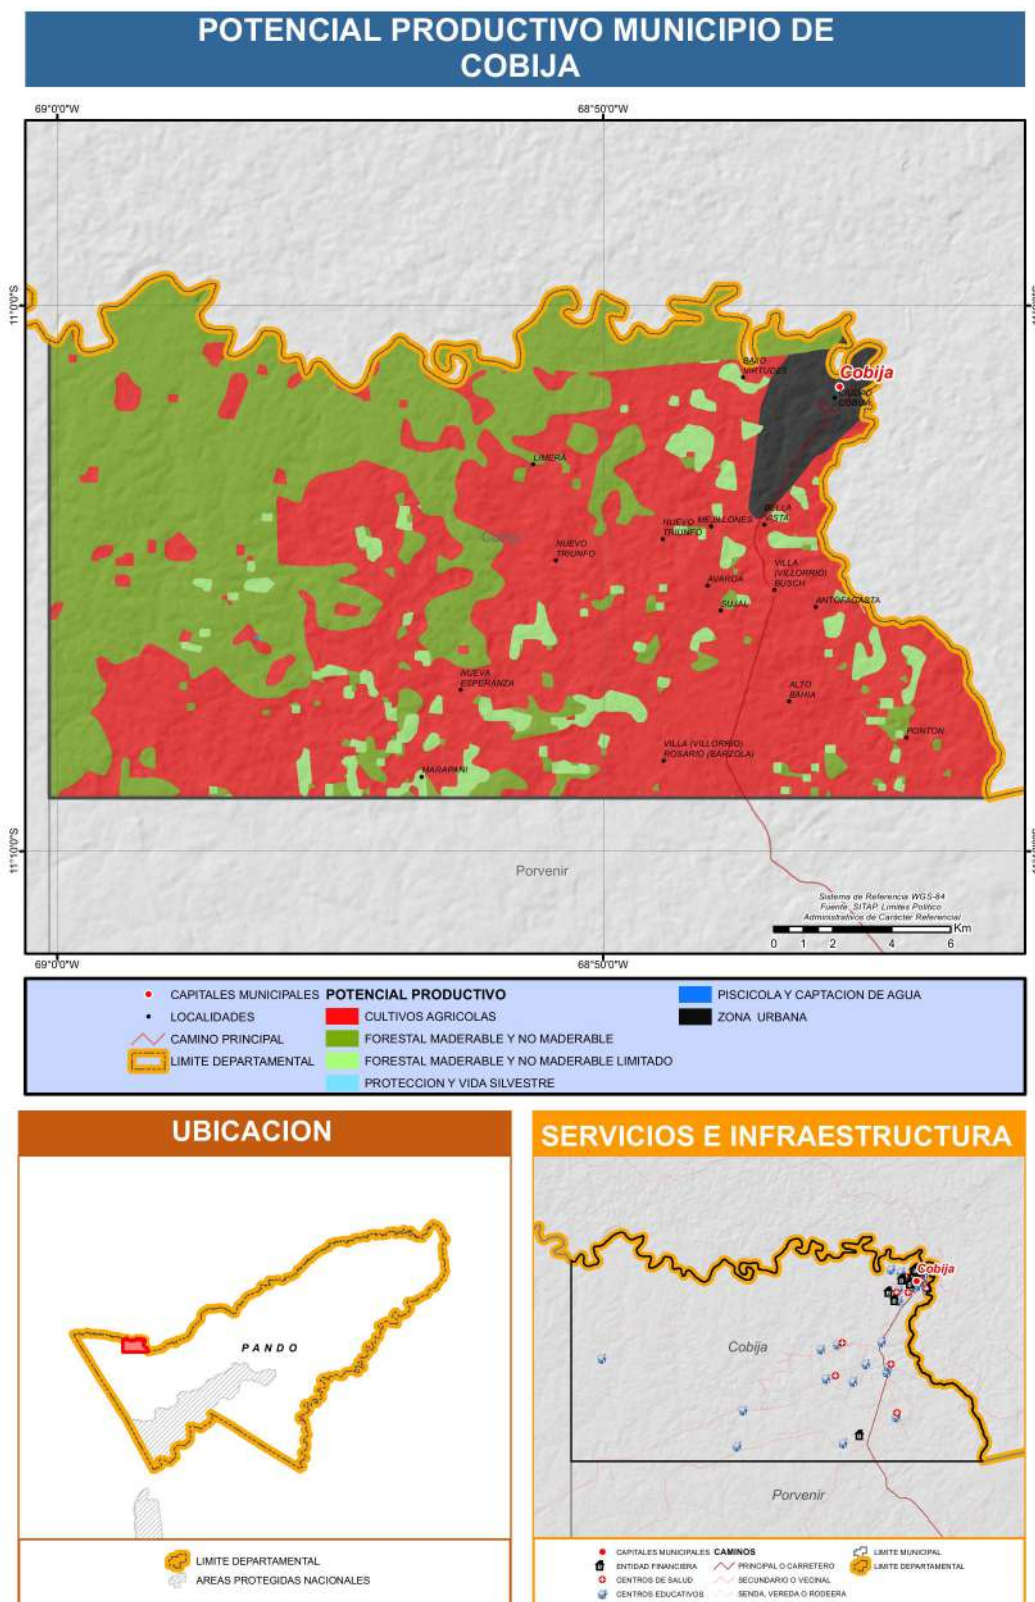 POTENCIAL PRODUCTIVO MUNICIPIO DE
COBIJA
69°0'0"W
68°50'0"W
11°0'0"S
BAJO
VIRTUDES
Cobija
CIUDAD
COBIJA
LIMERA
BELLA
VISTA
MEJILLONES
NUEVO
TRIUNFO
NUEVO
TRIUNFO
VILLA
(VILLORRIO)
BUSCH
AVAROA
SUJAL
ANTOFAGASTA
NUEVA
ESPERANZA
ALTO
BAHIA
PONTON
VILLA (VILLORRIO)
ROSARIO (BARZOLA)
MARAPANI
11°10'0"S
Porvenir
Sistema de Referencia WGS-84
Fuente: SITAP, Limites Politico
Administrativos de Carácter Referencial
Km
0 1 2 4 6
69°0'0"W
68°50'0"W
CAPITALES MUNICIPALES
LOCALIDADES
CAMINO PRINCIPAL
LIMITE DEPARTAMENTAL
POTENCIAL PRODUCTIVO
CULTIVOS AGRICOLAS
FORESTAL MADERABLE Y NO MADERABLE
FORESTAL MADERABLE Y NO MADERABLE LIMITADO
PROTECCION Y VIDA SILVESTRE
PISCICOLA Y CAPTACION DE AGUA
ZONA URBANA
UBICACION
PANDO
LIMITE DEPARTAMENTAL
AREAS PROTEGIDAS NACIONALES
SERVICIOS E INFRAESTRUCTURA
Cobija
Cobija
Porvenir
CAPITALES MUNICIPALES
ENTIDAD FINANCIERA
CENTROS DE SALUD
CENTROS EDUCATIVOS
CAMINOS
PRINCIPAL O CARRETERO
SECUNDARIO O VECINAL
SENDA, VEREDA O RODEERA
LIMITE MUNICIPAL
LIMITE DEPARTAMENTAL